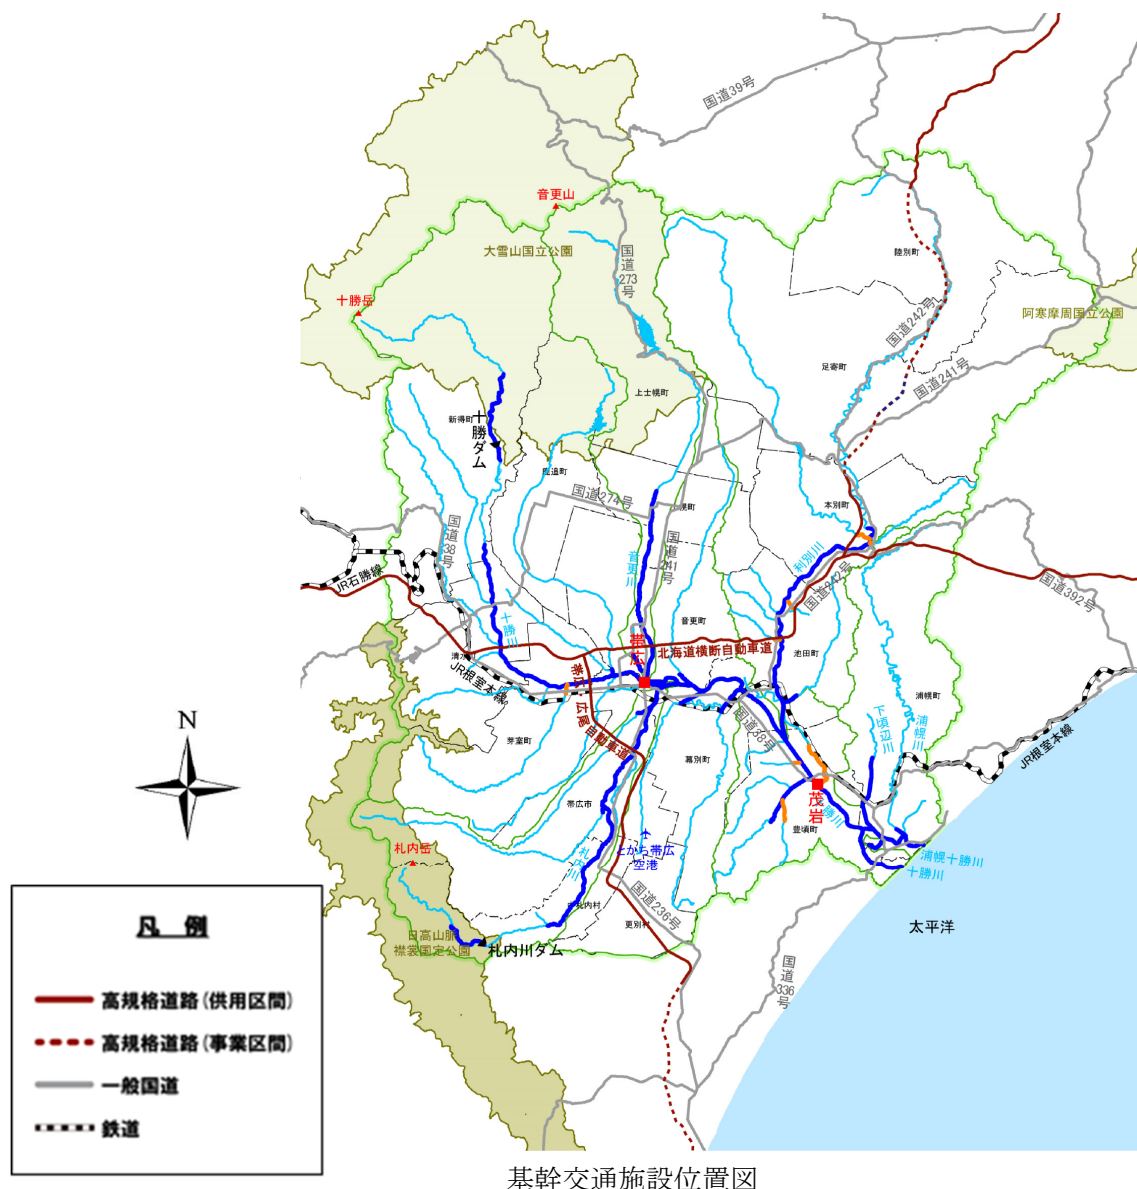 国道39号
音更山
大雪山国立公園
国道273号
陸別町
十勝岳
国道242号
阿寒摩周国立公園
足寄町
国道241号
上士幌町
新得町
十勝ダム
鹿追町
国道274号
幌町
本別町
国道38号
国道241号
音更川
利別川
国道242号
国道392号
JR石勝線
十勝川
音更町
帯広
北海道横断自動車道
池田町
清水
JR根室本線
帯広・広尾自動車道
浦幌町
下頃辺川
浦幌川
国道38号
芽室町
幕別町
JR根室本線
N
帯広市
茂岩
勝川
豊頃町
札内川
とかち帯広
空港
浦幌十勝川
十勝川
札内岳
中札内村
国道236号
更別村
太平洋
日高山脈
襟裳国定公園
札内川ダム
国道336号
凡 例
高規格道路(供用区間)
高規格道路(事業区間)
一般国道
鉄道
基幹交通施設位置図